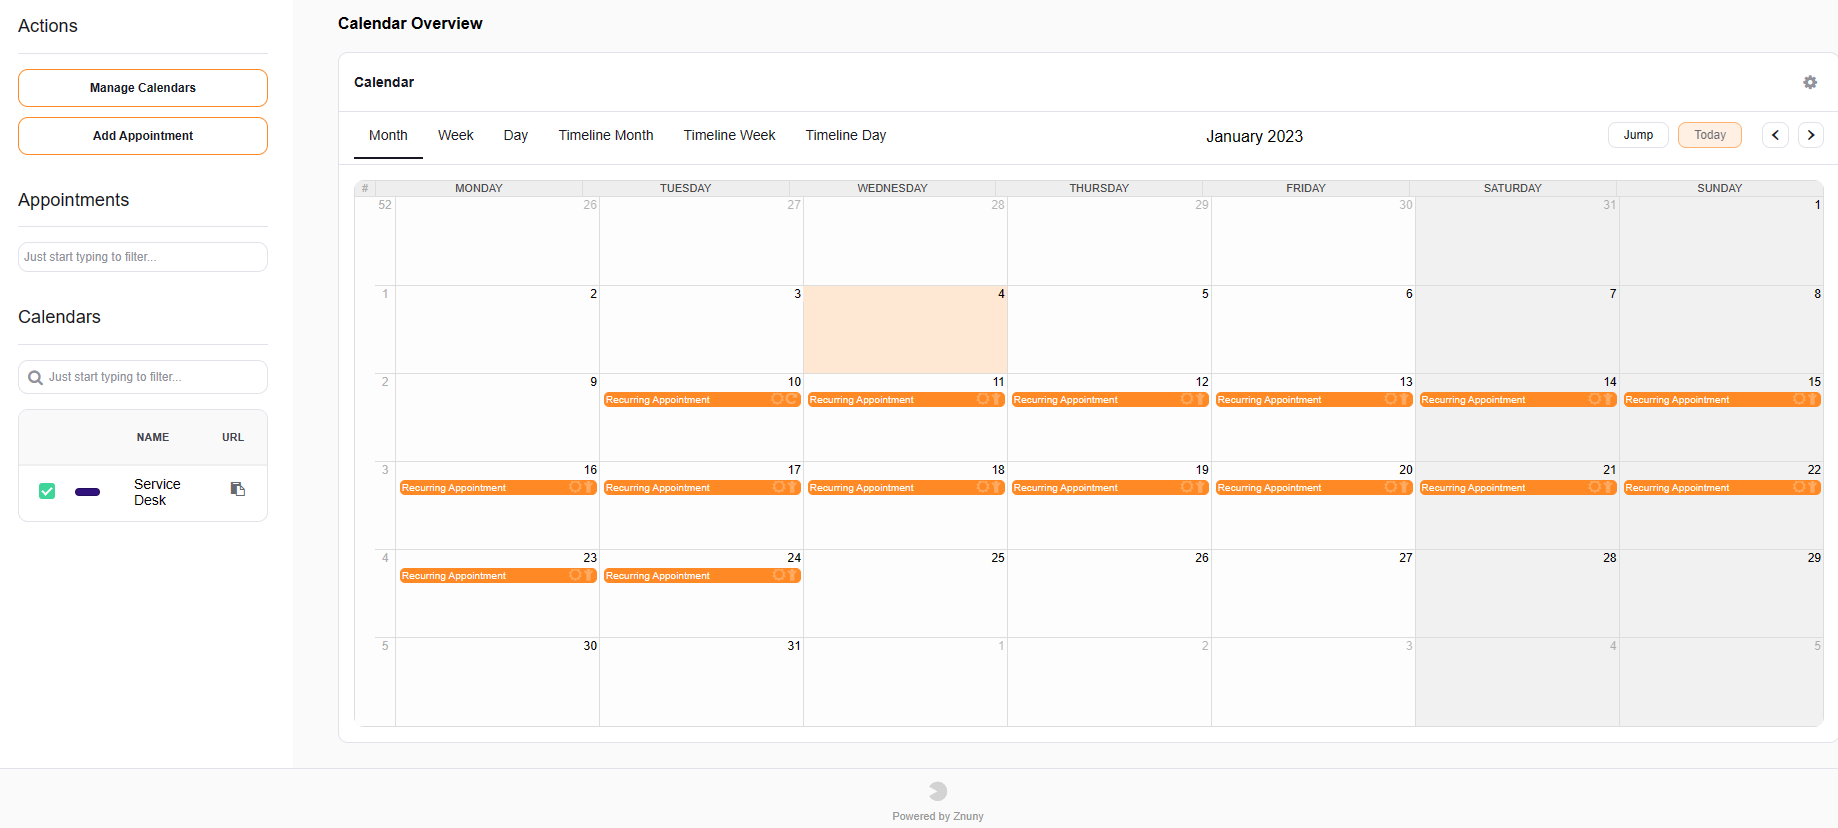 Actions
Manage Calendars
Add Appointment
Appointments
Just start typing to filter...
Calendars
Just start typing to filter...
NAME URL
Service
Desk
Calendar Overview
Calendar
Month Week Day Timeline Month Timeline Week Timeline Day January 2023 Jump Today
# MONDAY TUESDAY WEDNESDAY THURSDAY FRIDAY SATURDAY SUNDAY
52 26 27 28 29 30 31 1
1 2 3 4 5 6 7 8
2 9 10 11 12 13 14 15
Recurring Appointment Recurring Appointment Recurring Appointment Recurring Appointment Recurring Appointment Recurring Appointment
3 16 17 18 19 20 21 22
Recurring Appointment Recurring Appointment Recurring Appointment Recurring Appointment Recurring Appointment Recurring Appointment Recurring Appointment
4 23 24 25 26 27 28 29
Recurring Appointment Recurring Appointment
5 30 31 1 2 3 4 5
Powered by Znuny